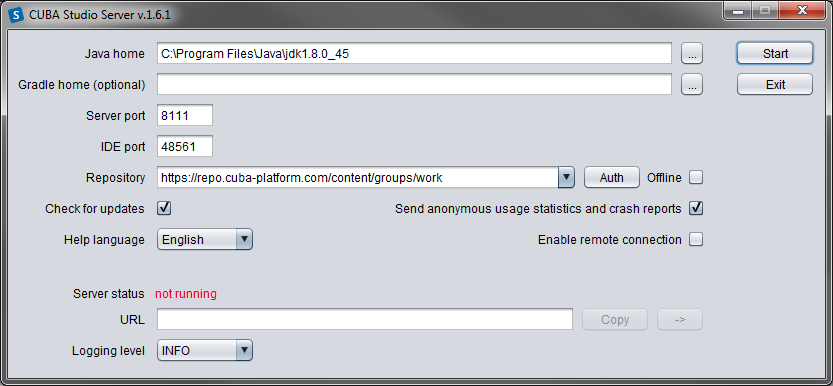 S CUBA Studio Server v.1.6.1
Java home C:\Program Files\Java\jdk1.8.0_45 ... Start
Gradle home (optional) ... Exit
Server port 8111
IDE port 48561
Repository https://repo.cuba-platform.com/content/groups/work Auth Offline
Check for updates Send anonymous usage statistics and crash reports
Help language English Enable remote connection
Server status not running
URL Copy ->
Logging level INFO